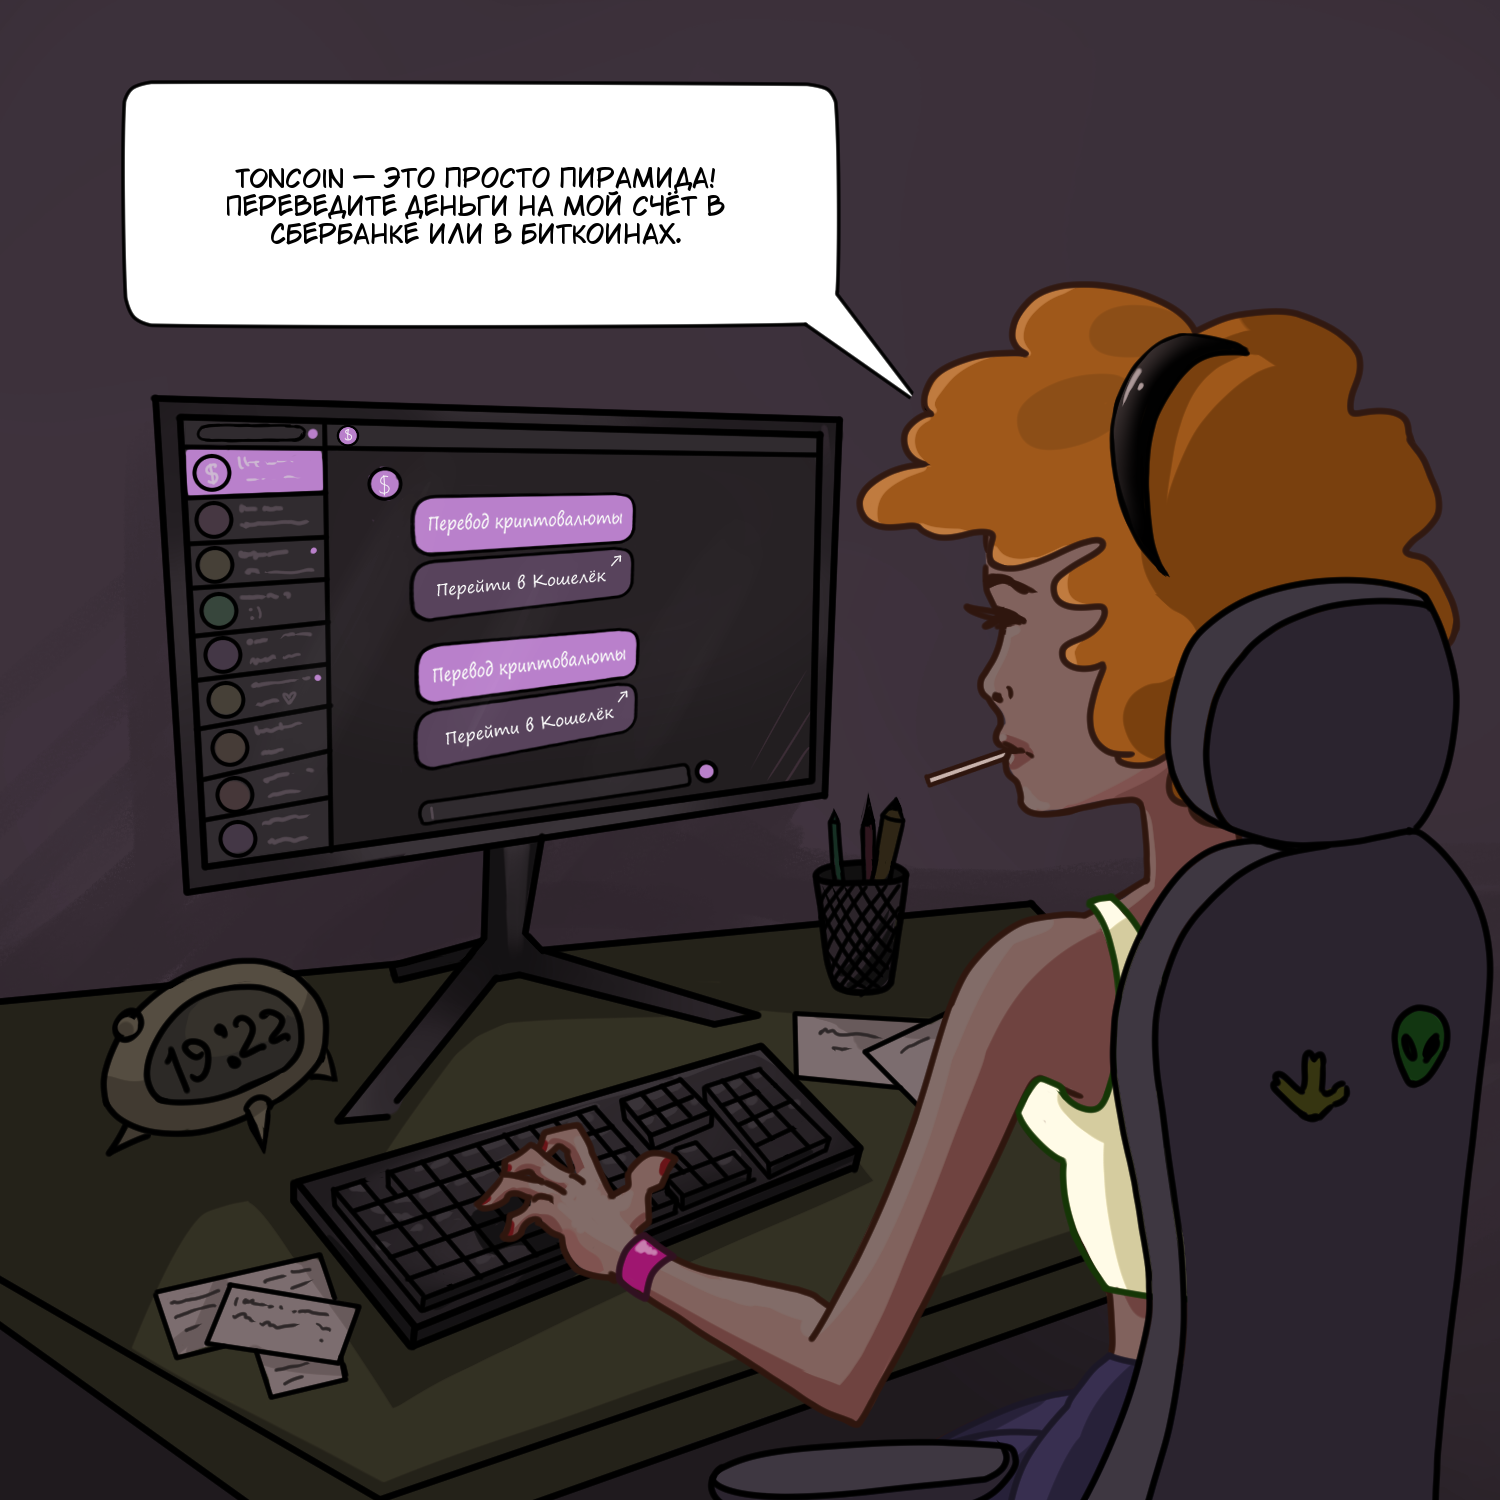 TONCOIN — ЭТО ПРОСТО ПИРАМИДА!
ПЕРЕВЕДИТЕ ДЕНЬГИ НА МОЙ СЧЁТ В
СБЕРБАНКЕ ИЛИ В БИТКОИНАХ.
$
$
$
Перевод криптовалюты
Перейти в Кошелёк
:)
Перевод криптовалюты
Перейти в Кошелёк
19:22